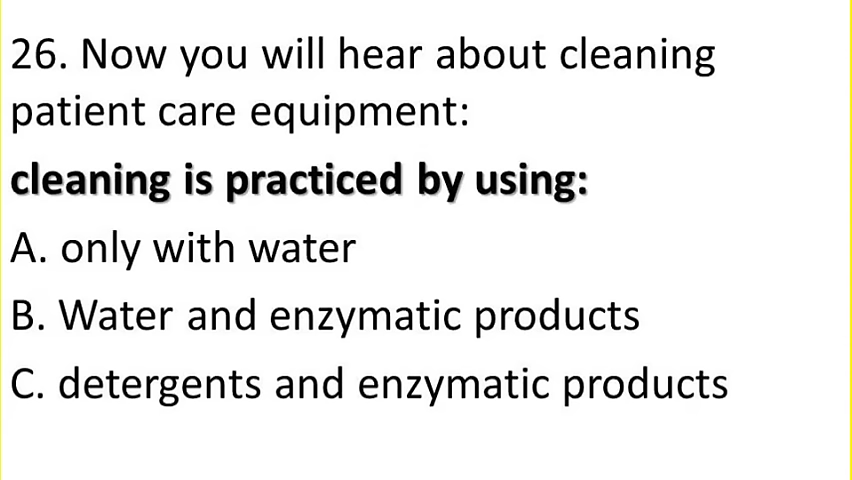 26. Now you will hear about cleaning
patient care equipment:
cleaning is practiced by using:
A. only with water
B. Water and enzymatic products
C. detergents and enzymatic products